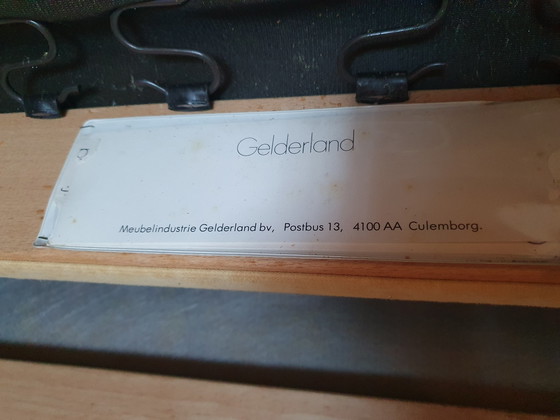 Gelderland
Meubelindustrie Gelderland bv, Postbus 13, 4100 AA Culemborg.